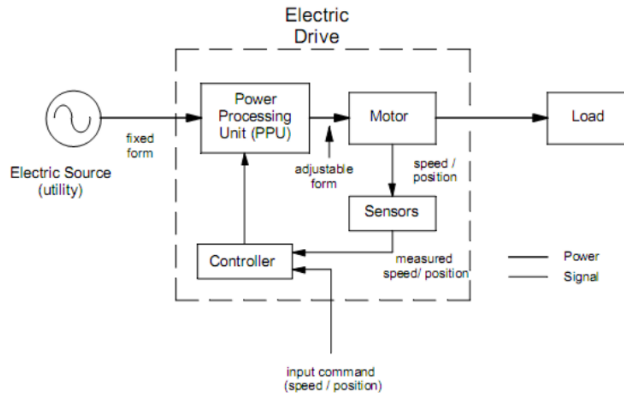 Electric
Drive
Power
Processing
Unit (PPU)
Motor
Load
fixed
form
adjustable
form
speed /
position
Electric Source
(utility)
Sensors
Controller
measured
speed/ position
Power
Signal
input command
(speed / position)